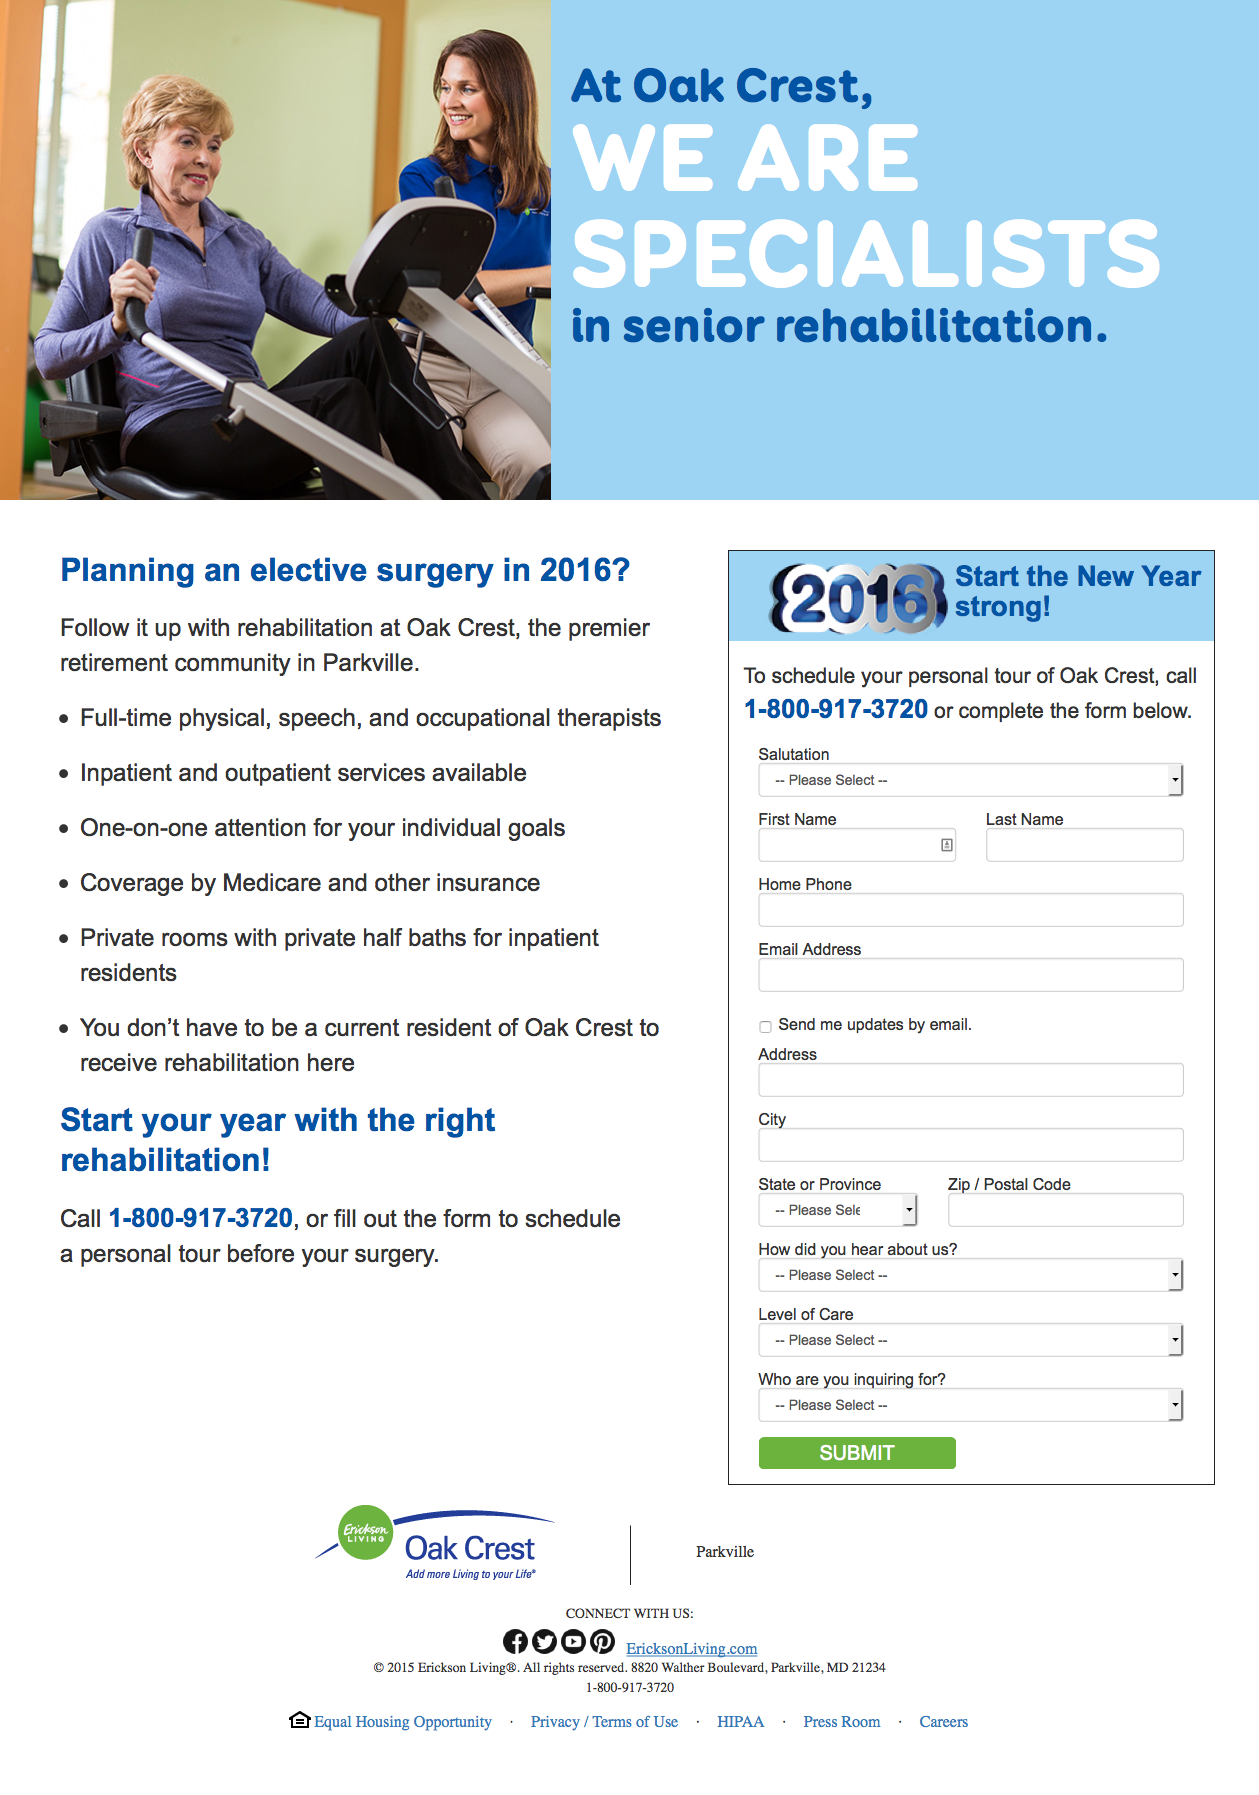 At Oak Crest,
WE ARE
SPECIALISTS
in senior rehabilitation.
Planning an elective surgery in 2016?
Follow it up with rehabilitation at Oak Crest, the premier
retirement community in Parkville.
• Full-time physical, speech, and occupational therapists
• Inpatient and outpatient services available
• One-on-one attention for your individual goals
• Coverage by Medicare and other insurance
• Private rooms with private half baths for inpatient
residents
• You don’t have to be a current resident of Oak Crest to
receive rehabilitation here
Start your year with the right
rehabilitation!
Call 1-800-917-3720, or fill out the form to schedule
a personal tour before your surgery.
2016 Start the New Year
strong!
To schedule your personal tour of Oak Crest, call
1-800-917-3720 or complete the form below.
Salutation
-- Please Select --
First Name Last Name
Home Phone
Email Address
Send me updates by email.
Address
City
State or Province Zip / Postal Code
-- Please Sele
How did you hear about us?
-- Please Select --
Level of Care
-- Please Select --
Who are you inquiring for?
-- Please Select --
SUBMIT
Erickson
LIVING
Oak Crest
Add more Living to your Life®
Parkville
CONNECT WITH US:
EricksonLiving.com
© 2015 Erickson Living®. All rights reserved. 8820 Walther Boulevard, Parkville, MD 21234
1-800-917-3720
Equal Housing Opportunity · Privacy / Terms of Use · HIPAA · Press Room · Careers